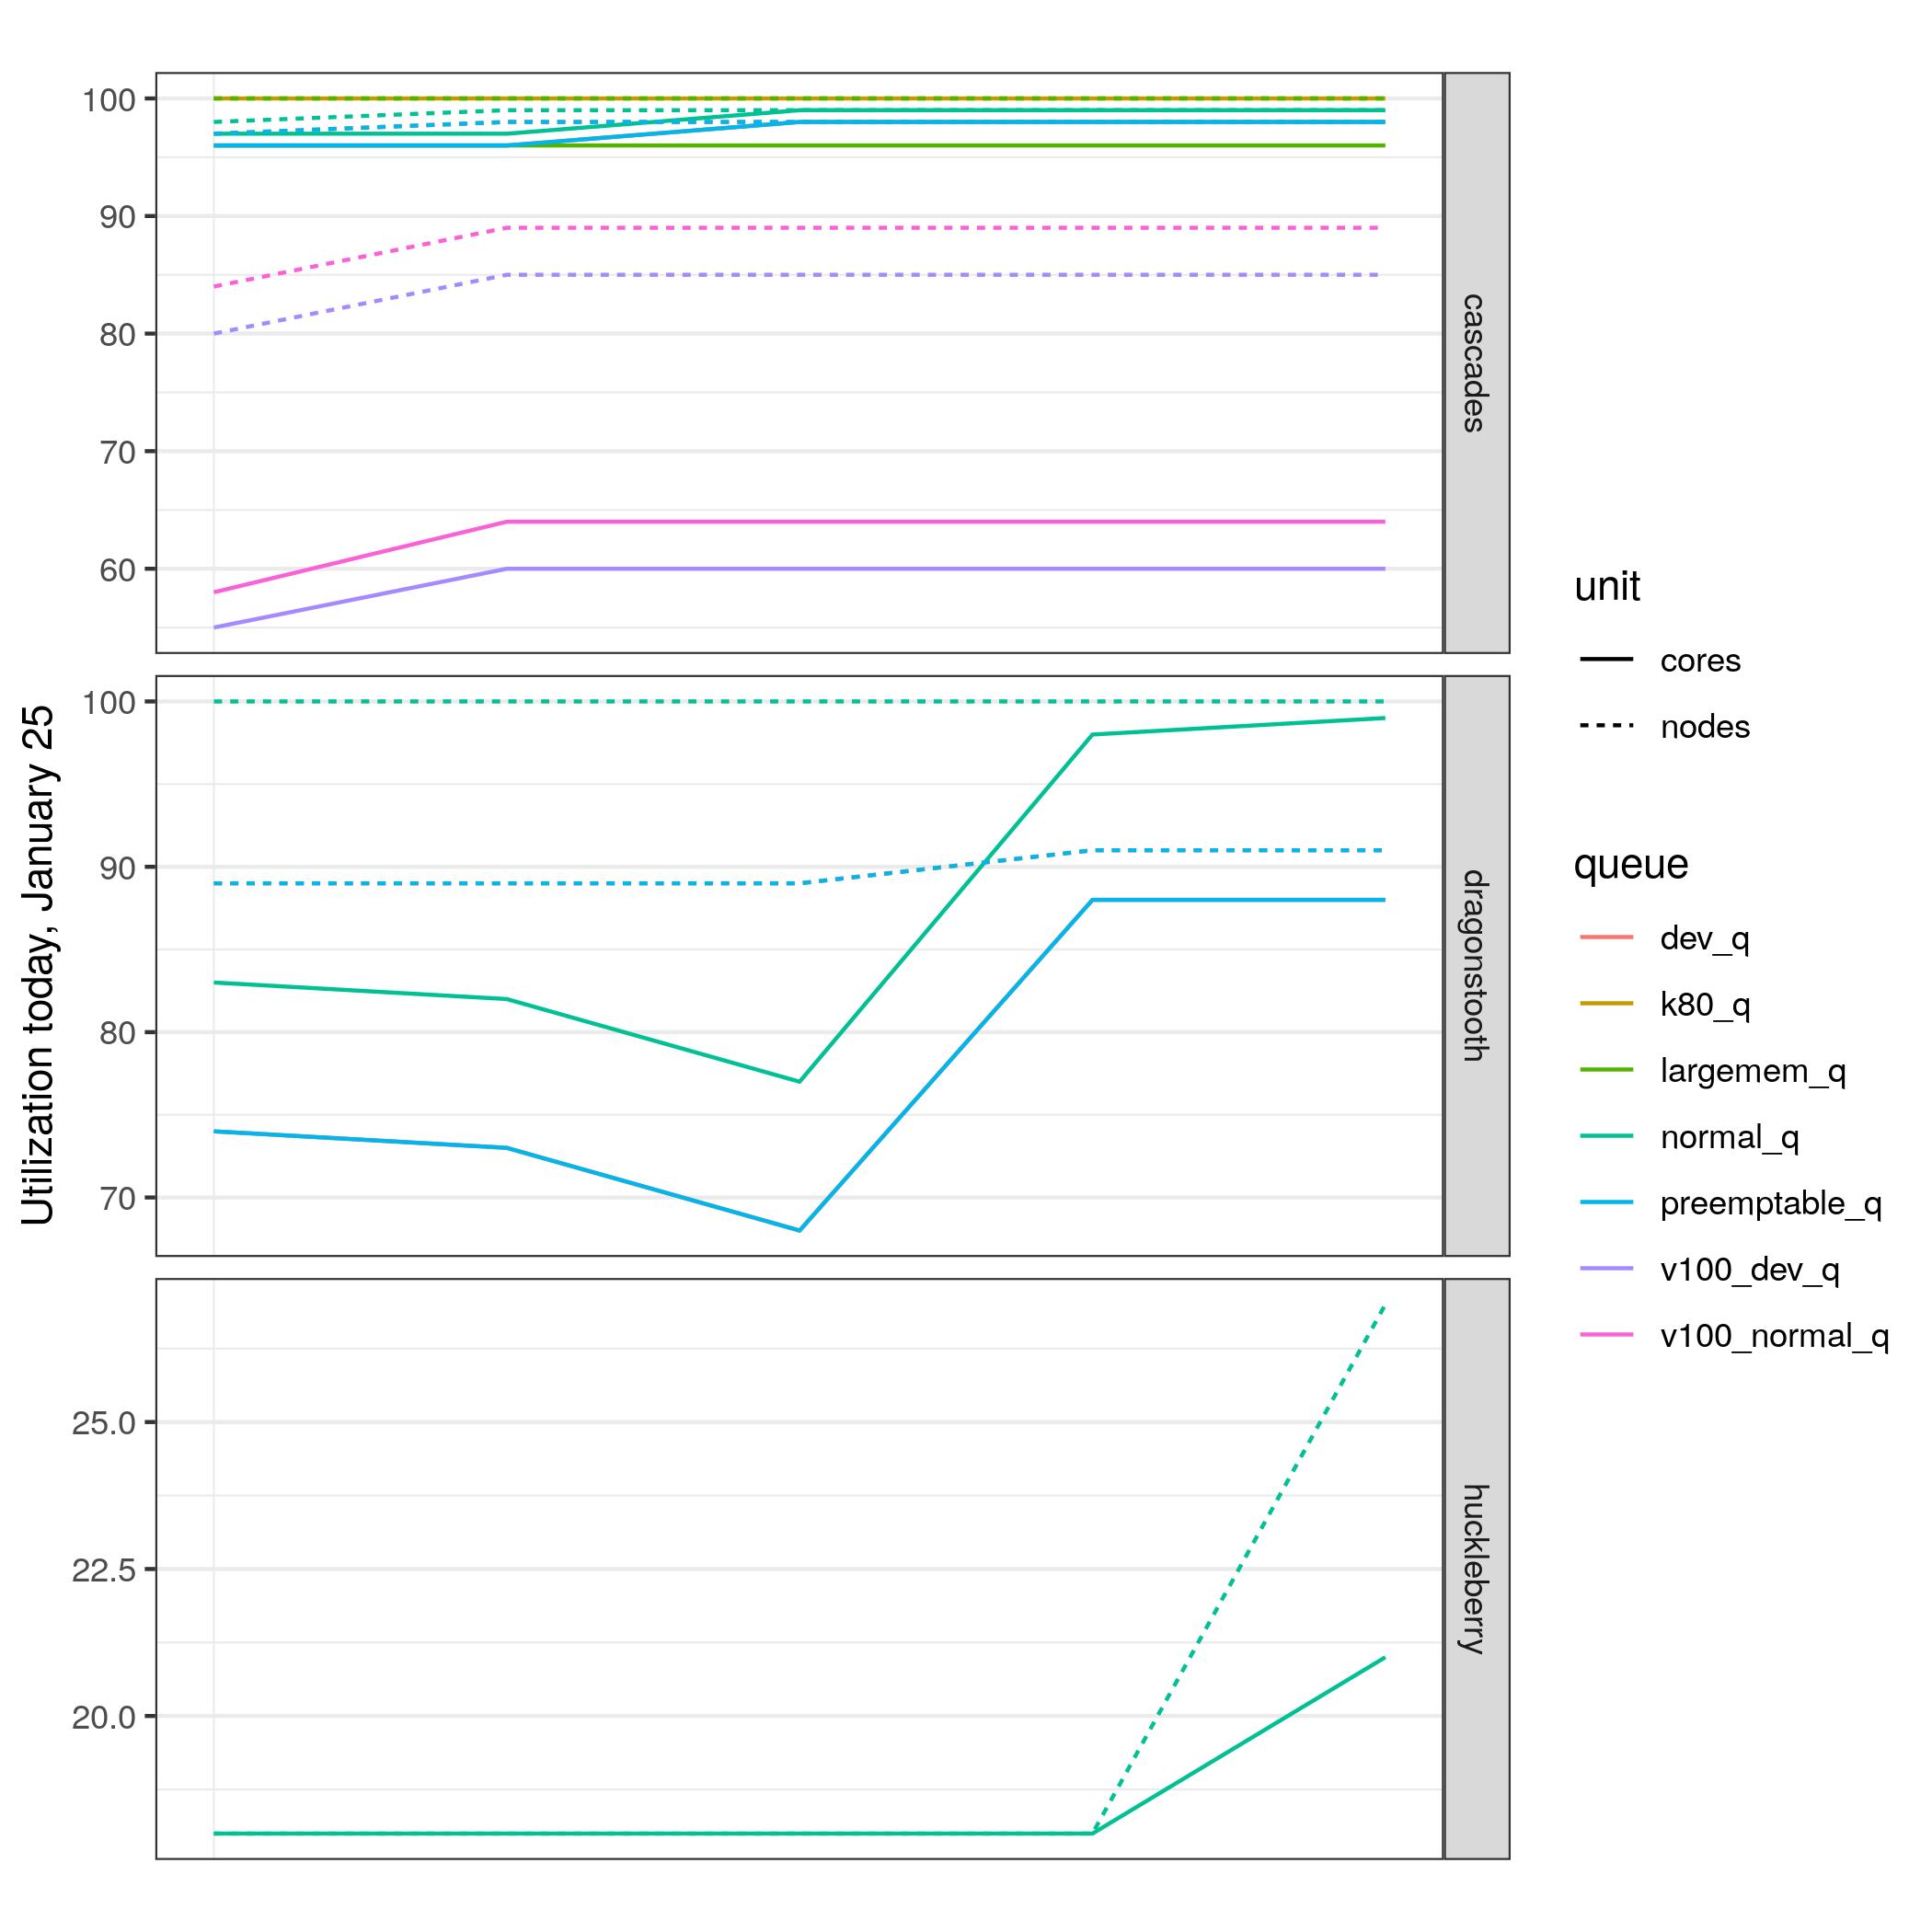 Utilization today, January 25
100
90
80
70
60
cascades
100
90
80
70
dragonstooth
25.0
22.5
20.0
huckleberry
unit
cores
nodes
queue
dev_q
k80_q
largemem_q
normal_q
preemptable_q
v100_dev_q
v100_normal_q